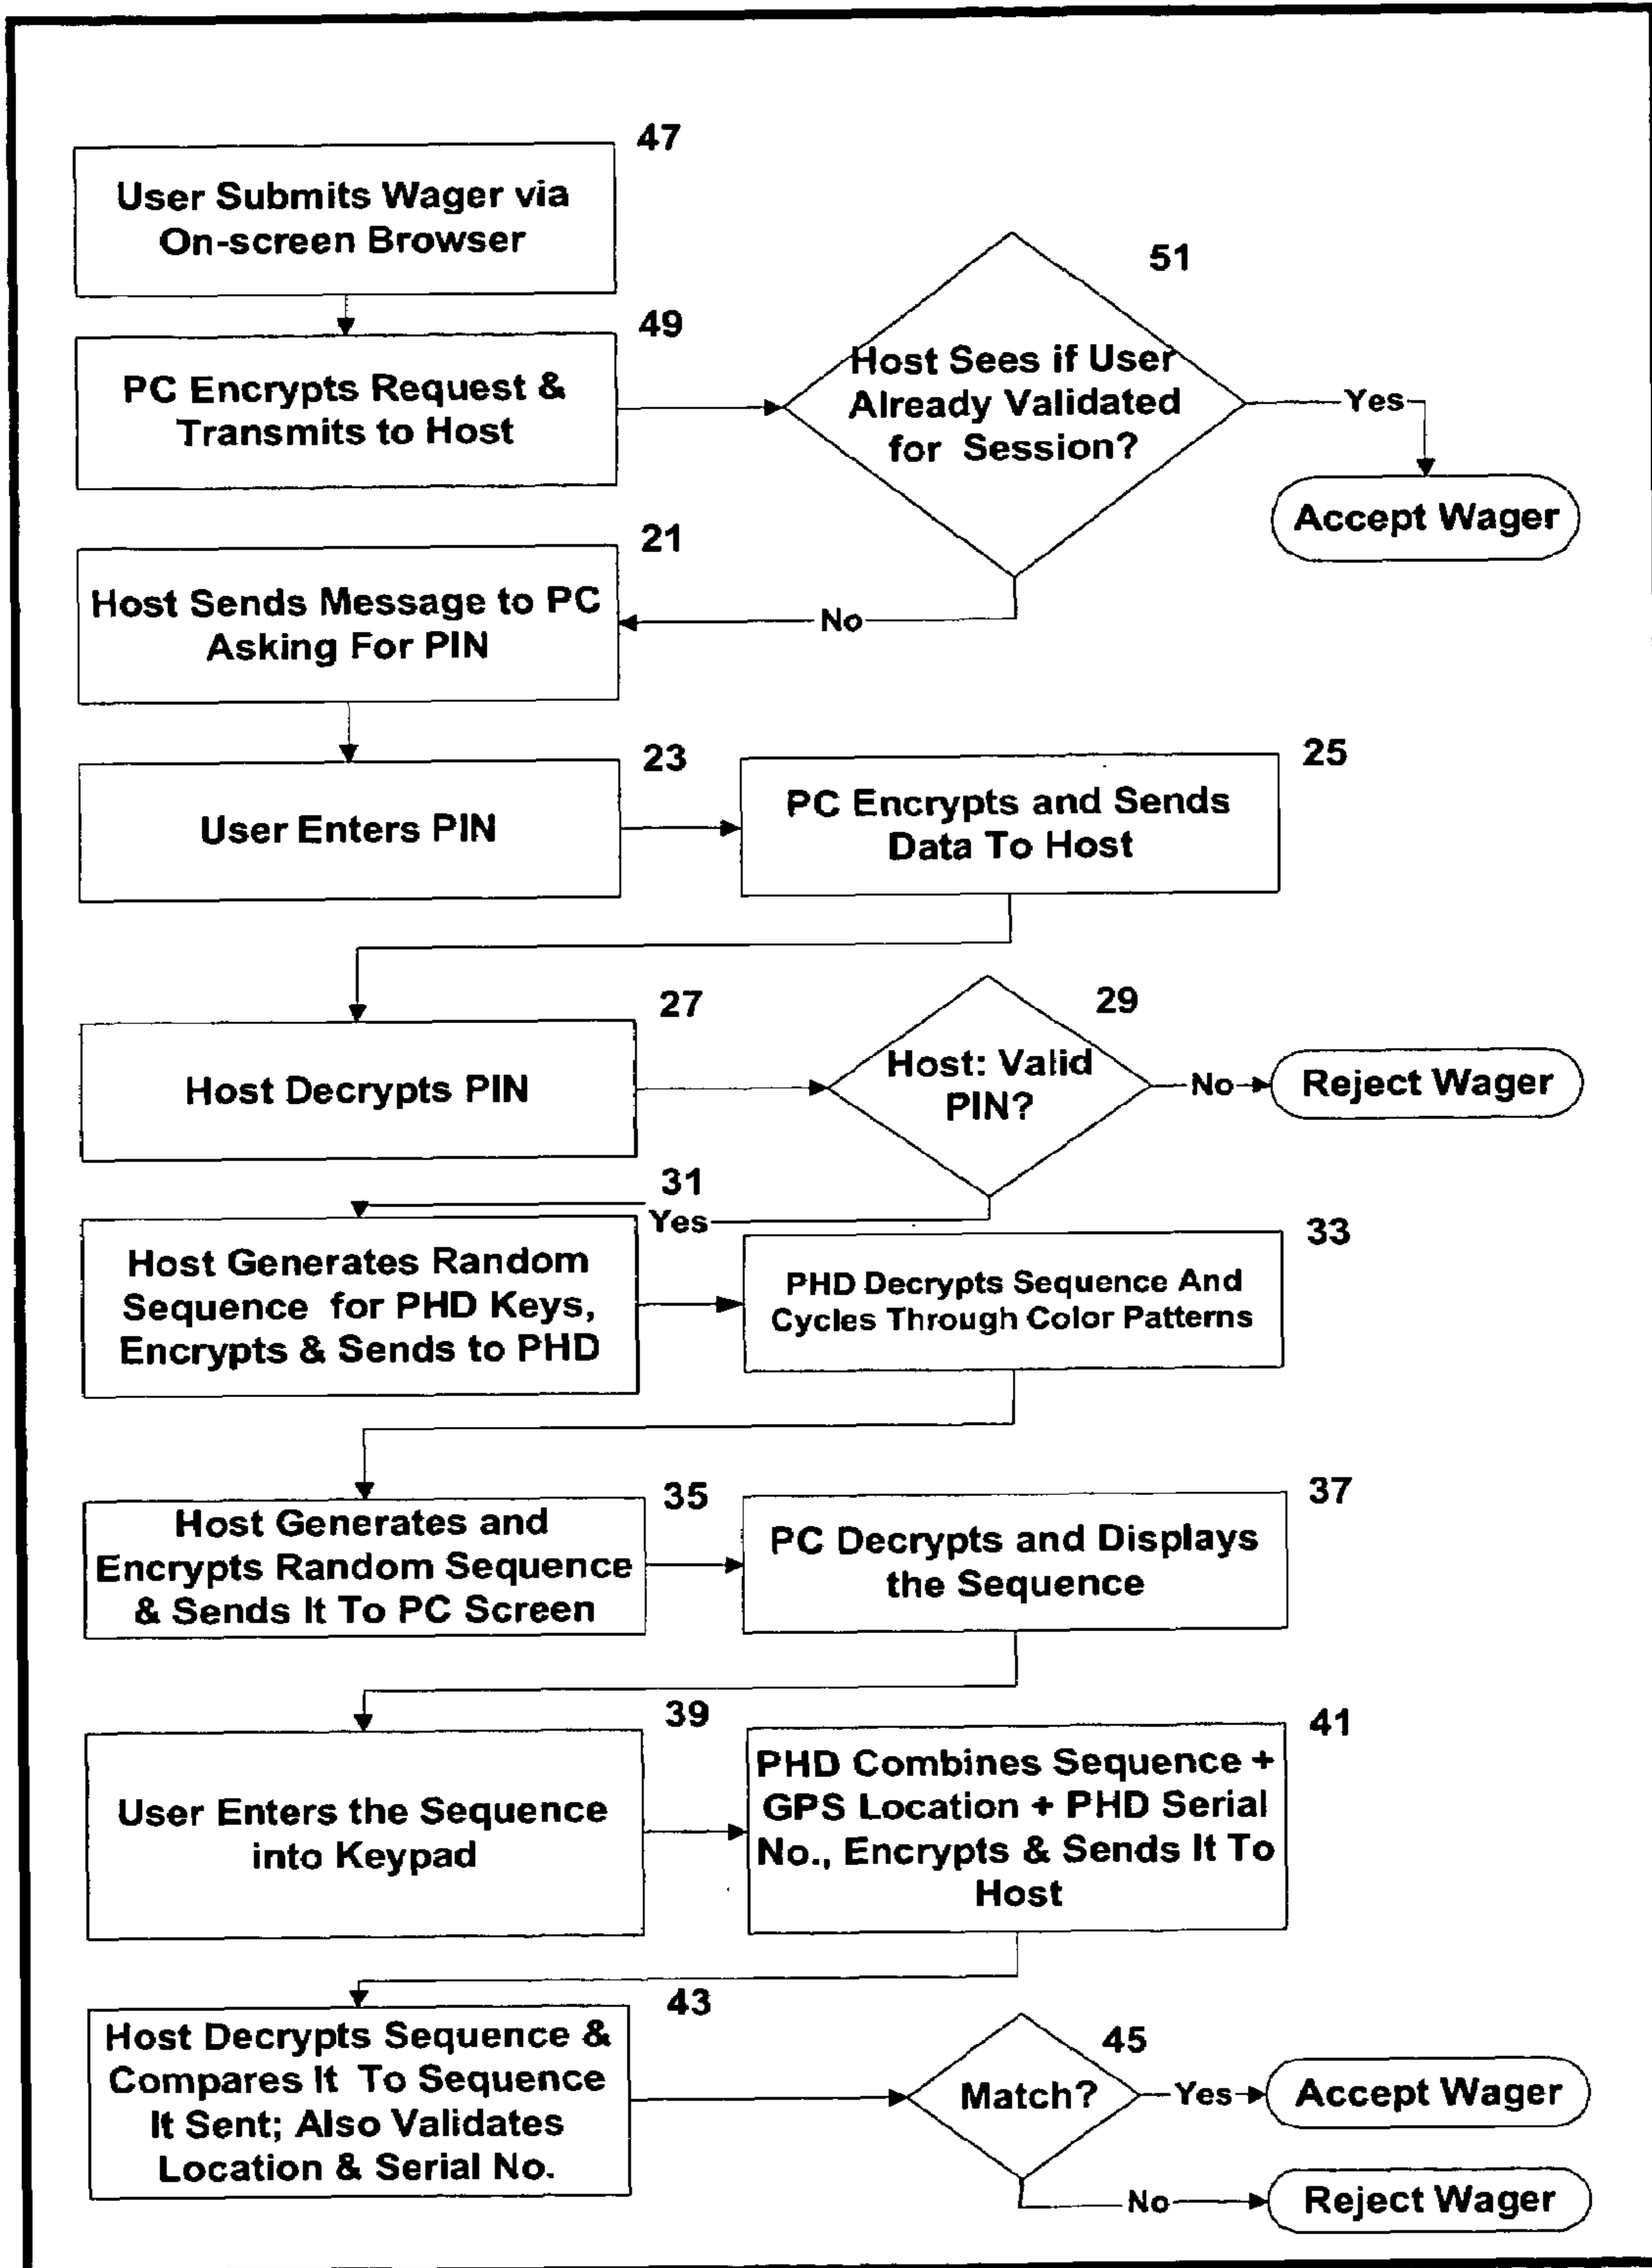 47
User Submits Wager via
On-screen Browser
49
PC Encrypts Request &
Transmits to Host
51
Host Sees if User
Already Validated
for Session?
Yes
Accept Wager
No
21
Host Sends Message to PC
Asking For PIN
23
User Enters PIN
25
PC Encrypts and Sends
Data To Host
27
Host Decrypts PIN
29
Host: Valid
PIN?
No
Reject Wager
Yes
31
Host Generates Random
Sequence for PHD Keys,
Encrypts & Sends to PHD
33
PHD Decrypts Sequence And
Cycles Through Color Patterns
35
Host Generates and
Encrypts Random Sequence
& Sends It To PC Screen
37
PC Decrypts and Displays
the Sequence
39
User Enters the Sequence
into Keypad
41
PHD Combines Sequence +
GPS Location + PHD Serial
No., Encrypts & Sends It To
Host
43
Host Decrypts Sequence &
Compares It To Sequence
It Sent; Also Validates
Location & Serial No.
45
Match?
Yes
Accept Wager
No
Reject Wager